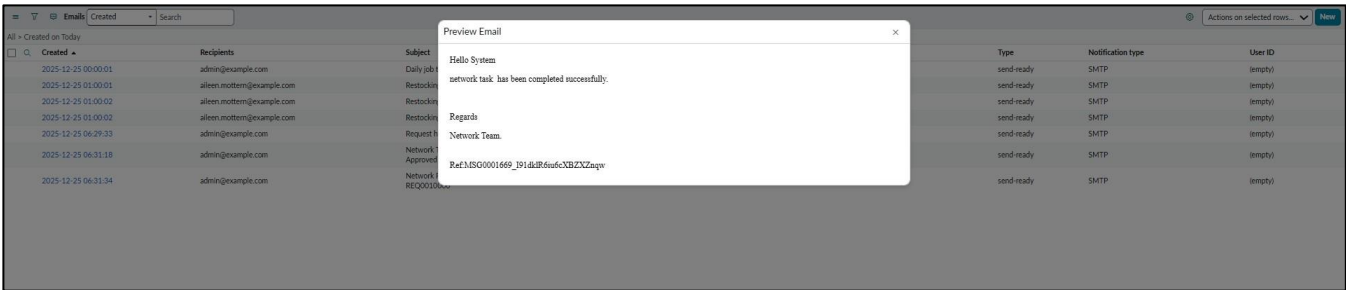 Emails Created Search Actions on selected rows... New
All > Created on Today
Created Recipients Subject Type Notification type User ID
2025-12-25 00:00:01 admin@example.com Daily job send-ready SMTP (empty)
2025-12-25 01:00:01 aileen.mottern@example.com Restocking send-ready SMTP (empty)
2025-12-25 01:00:02 aileen.mottern@example.com Restocking send-ready SMTP (empty)
2025-12-25 01:00:02 aileen.mottern@example.com Restocking send-ready SMTP (empty)
2025-12-25 06:29:33 admin@example.com Request send-ready SMTP (empty)
2025-12-25 06:31:18 admin@example.com Network Approved send-ready SMTP (empty)
2025-12-25 06:31:34 admin@example.com Network REQ0010000 send-ready SMTP (empty)
Preview Email
Hello System
network task has been completed successfully.
Regards
Network Team.